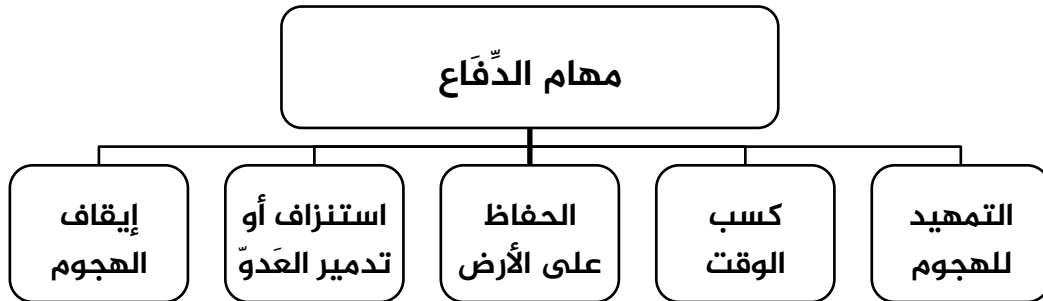 مهام الدِّفَاع
التمهيد
للهجوم
كسب
الوقت
الحفاظ
على الأرض
استنزاف أو
تدمير العَدوّ
إيقاف
الهجوم